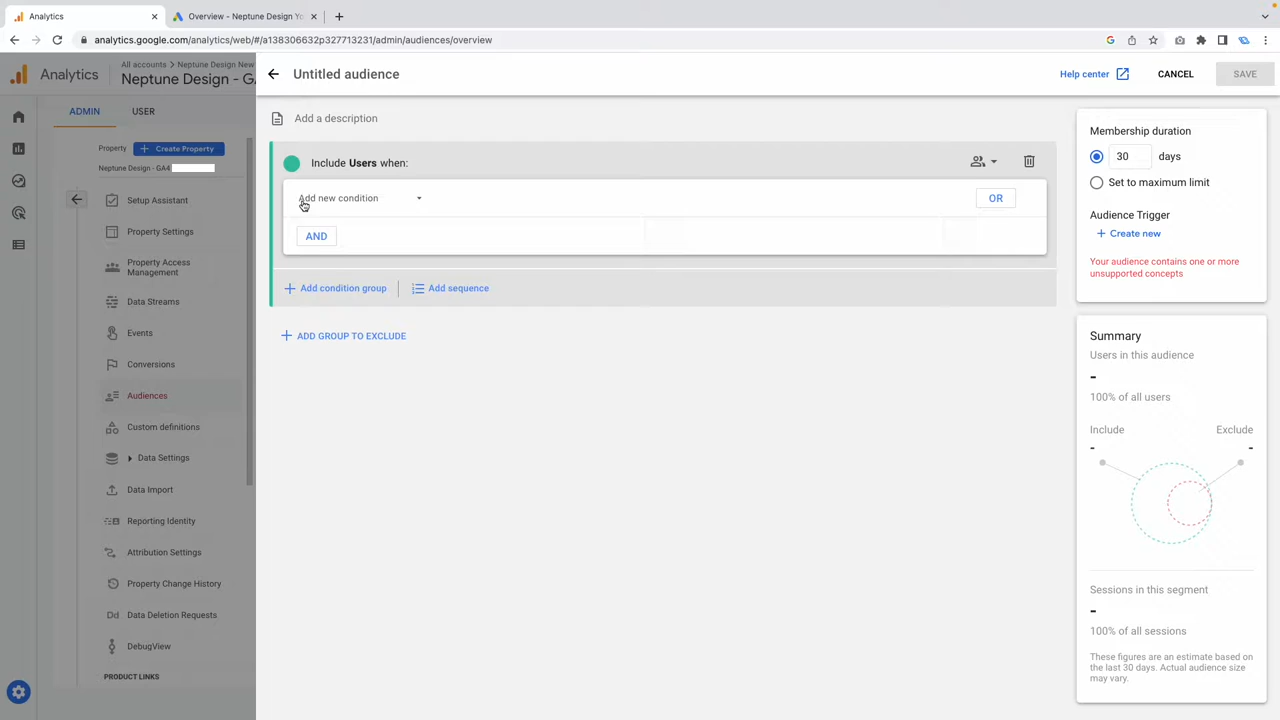 Analytics
Overview - Neptune Design Yo
analytics.google.com/analytics/web/#/a138306632p327713231/admin/audiences/overview
Analytics
All accounts > Neptune Design New
Neptune Design - GA
Untitled audience
Help center
CANCEL
SAVE
ADMIN
USER
Property
+ Create Property
Neptune Design - GA4
Setup Assistant
Property Settings
Property Access
Management
Data Streams
Events
Conversions
Audiences
Custom definitions
Data Settings
Data Import
Reporting Identity
Attribution Settings
Property Change History
Dd Data Deletion Requests
DebugView
PRODUCT LINKS
Add a description
Include Users when:
Add new condition
OR
AND
+ Add condition group
Add sequence
+ ADD GROUP TO EXCLUDE
Membership duration
30 days
Set to maximum limit
Audience Trigger
+ Create new
Your audience contains one or more
unsupported concepts
Summary
Users in this audience
-
100% of all users
Include
Exclude
-
-
Sessions in this segment
-
100% of all sessions
These figures are an estimate based on
the last 30 days. Actual audience size
may vary.